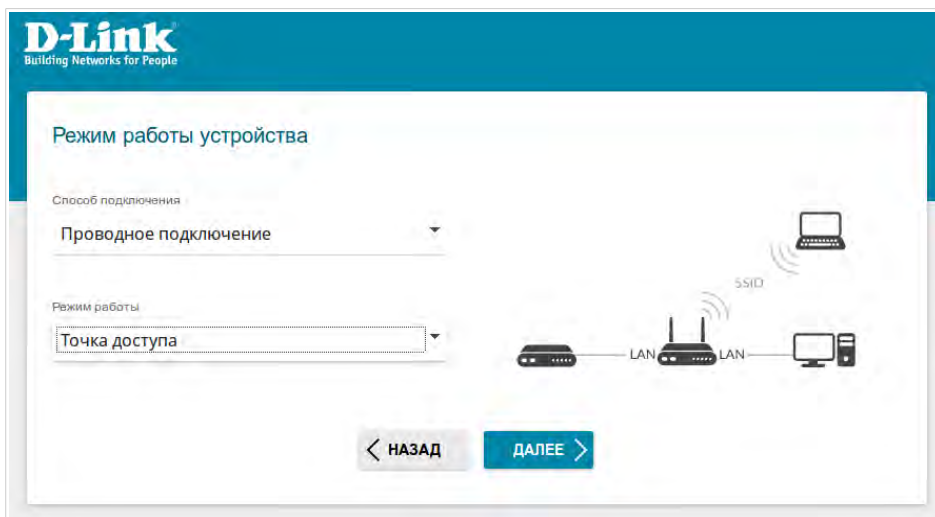 D-Link
Building Networks for People
Режим работы устройства
Способ подключения
Проводное подключение
Режим работы
Точка доступа
SSID
LAN
LAN
НАЗАД
ДАЛЕЕ